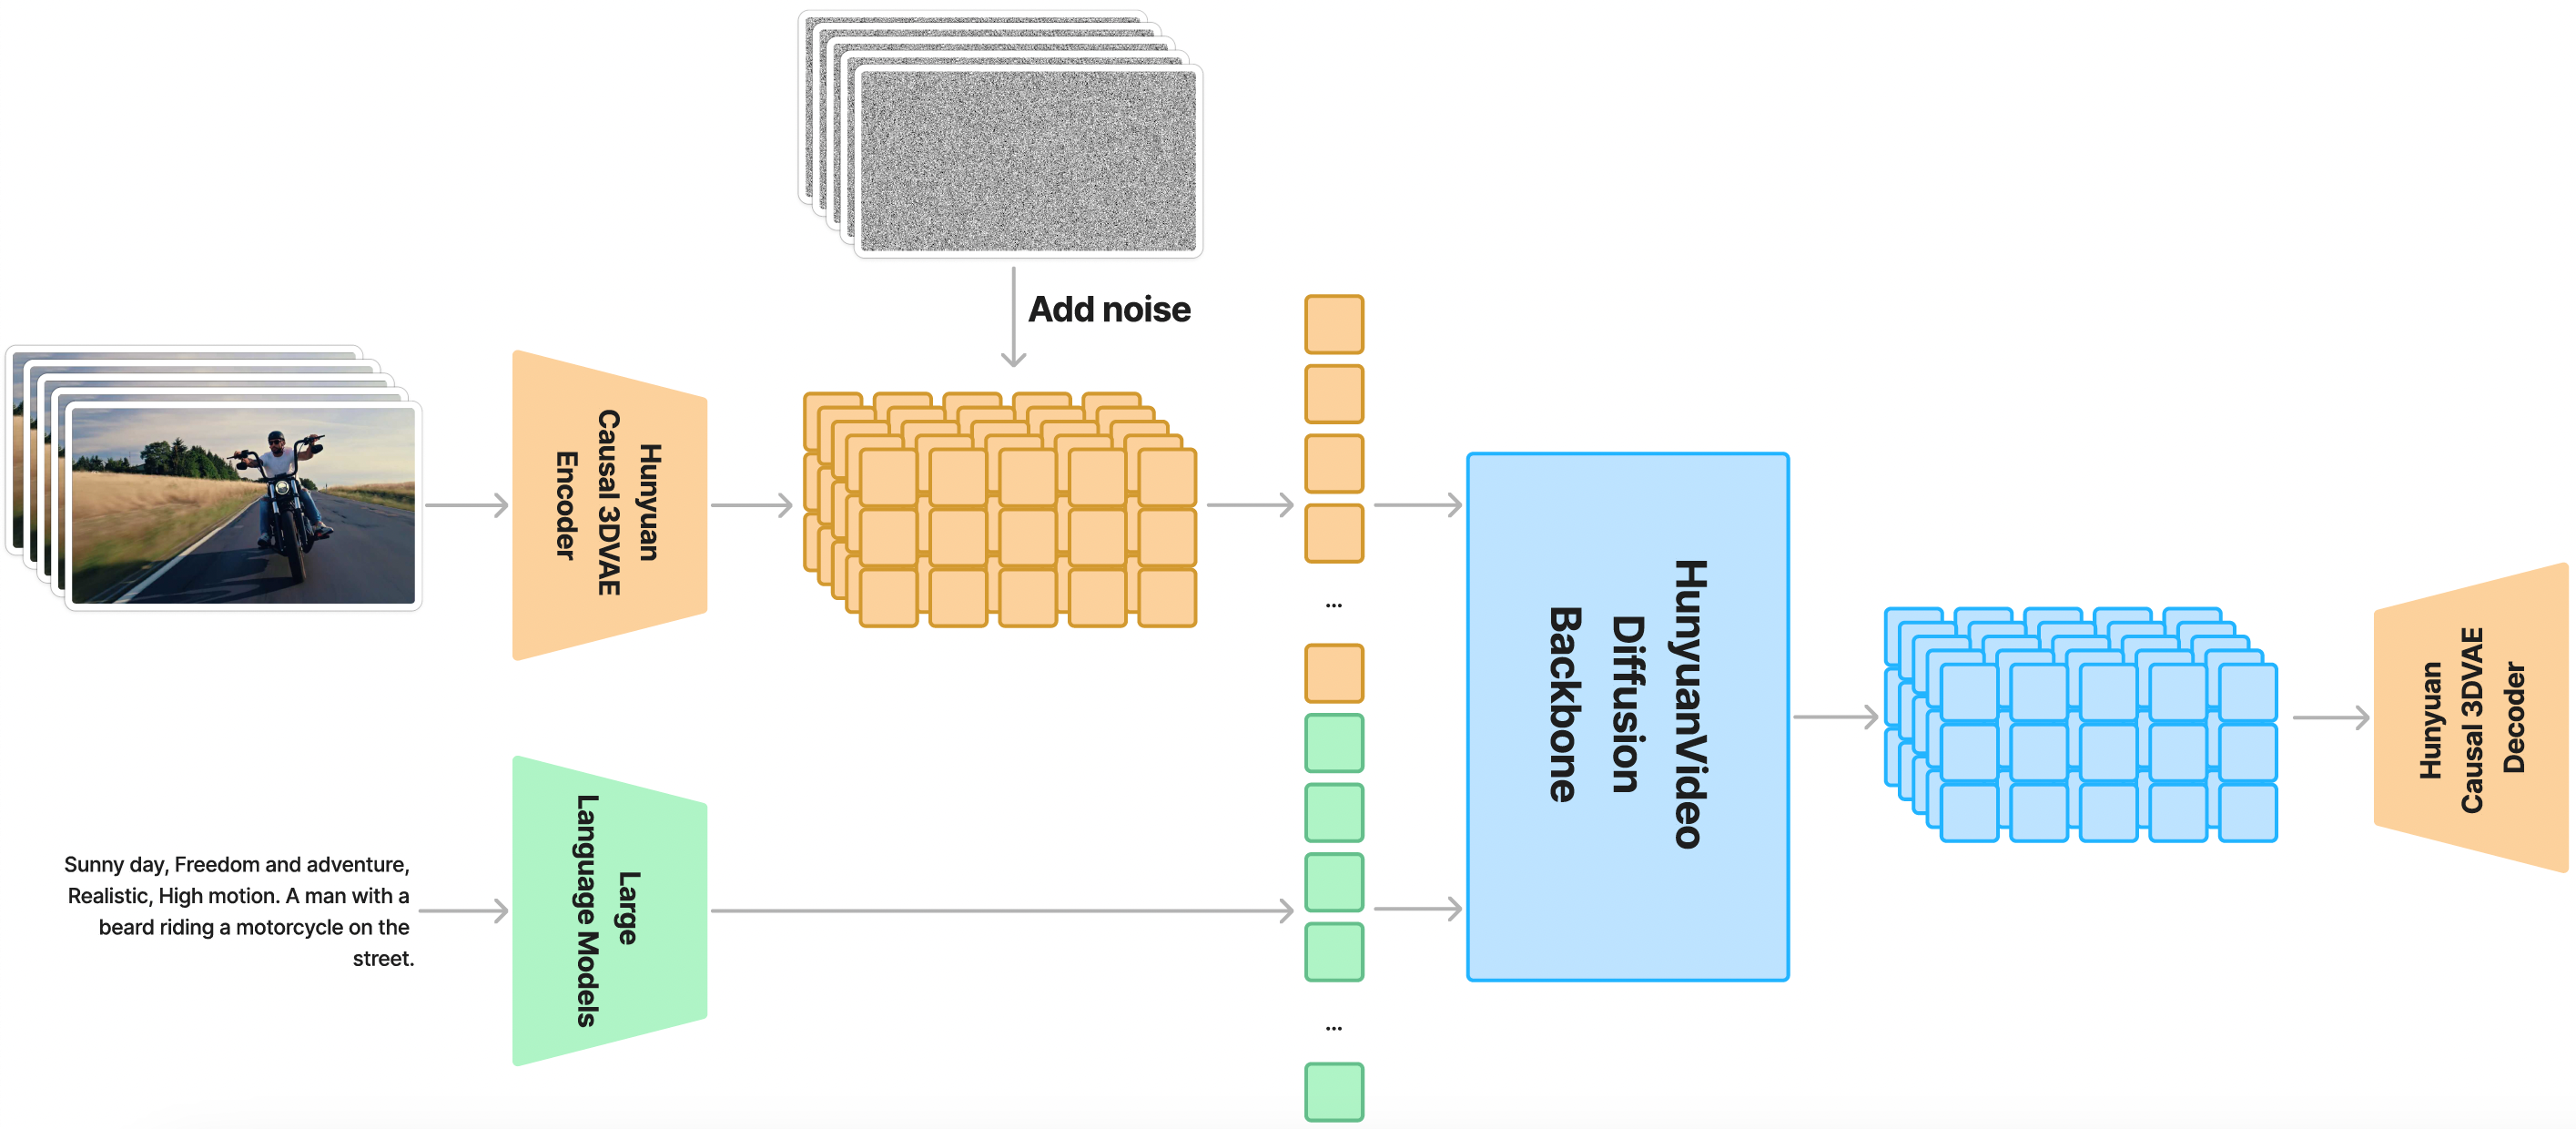 Add noise
Hunyuan
Causal 3DVAE
Encoder
...
HunyuanVideo
Diffusion
Backbone
Hunyuan
Causal 3DVAE
Decoder
Large
Language Models
Sunny day, Freedom and adventure,
Realistic, High motion. A man with a
beard riding a motorcycle on the
street.
...